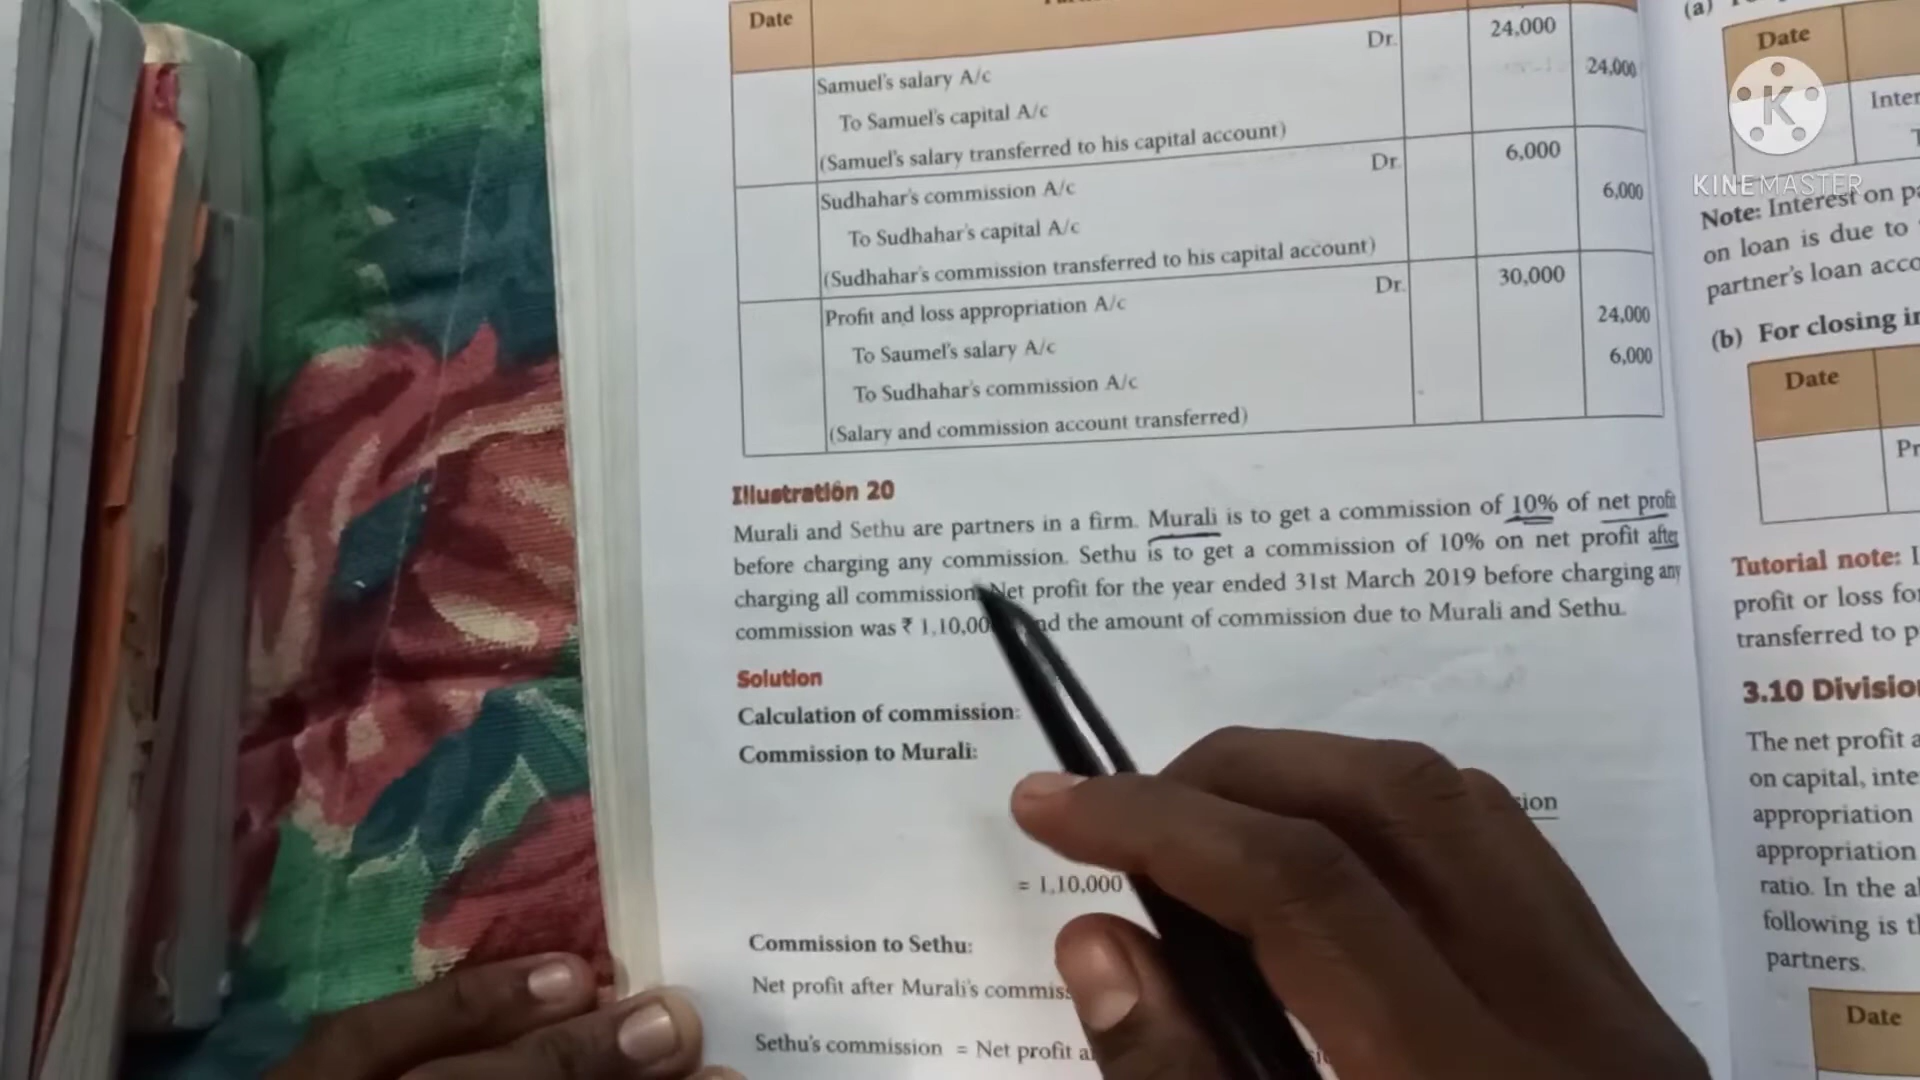 Date
Dr.
24,000
Samuel's salary A/c
24,000
To Samuel's capital A/c
(Samuel's salary transferred to his capital account)
Dr.
6,000
Sudhahar's commission A/c
6,000
To Sudhahar's capital A/c
(Sudhahar's commission transferred to his capital account)
Dr.
30,000
Profit and loss appropriation A/c
24,000
To Saumel's salary A/c
6,000
To Sudhahar's commission A/c
(Salary and commission account transferred)
Illustration 20
Murali and Sethu are partners in a firm. Murali is to get a commission of 10% of net profit
before charging any commission. Sethu is to get a commission of 10% on net profit after
charging all commission. Net profit for the year ended 31st March 2019 before charging any
commission was ₹ 1,10,00 the amount of commission due to Murali and Sethu.
Solution
Calculation of commission:
Commission to Murali:
= 1,10,000
Commission to Sethu:
Net profit after Murali's
Sethu's commission = Net profit
(a)
Date
KINEMASTER
Note: Interest on
on loan is due to
partner's loan
(b) For closing
Date
Tutorial note:
profit or loss
transferred to
3.10
The net profit
on capital,
appropriation
appropriation
ratio. In the
following is
partners.
Date